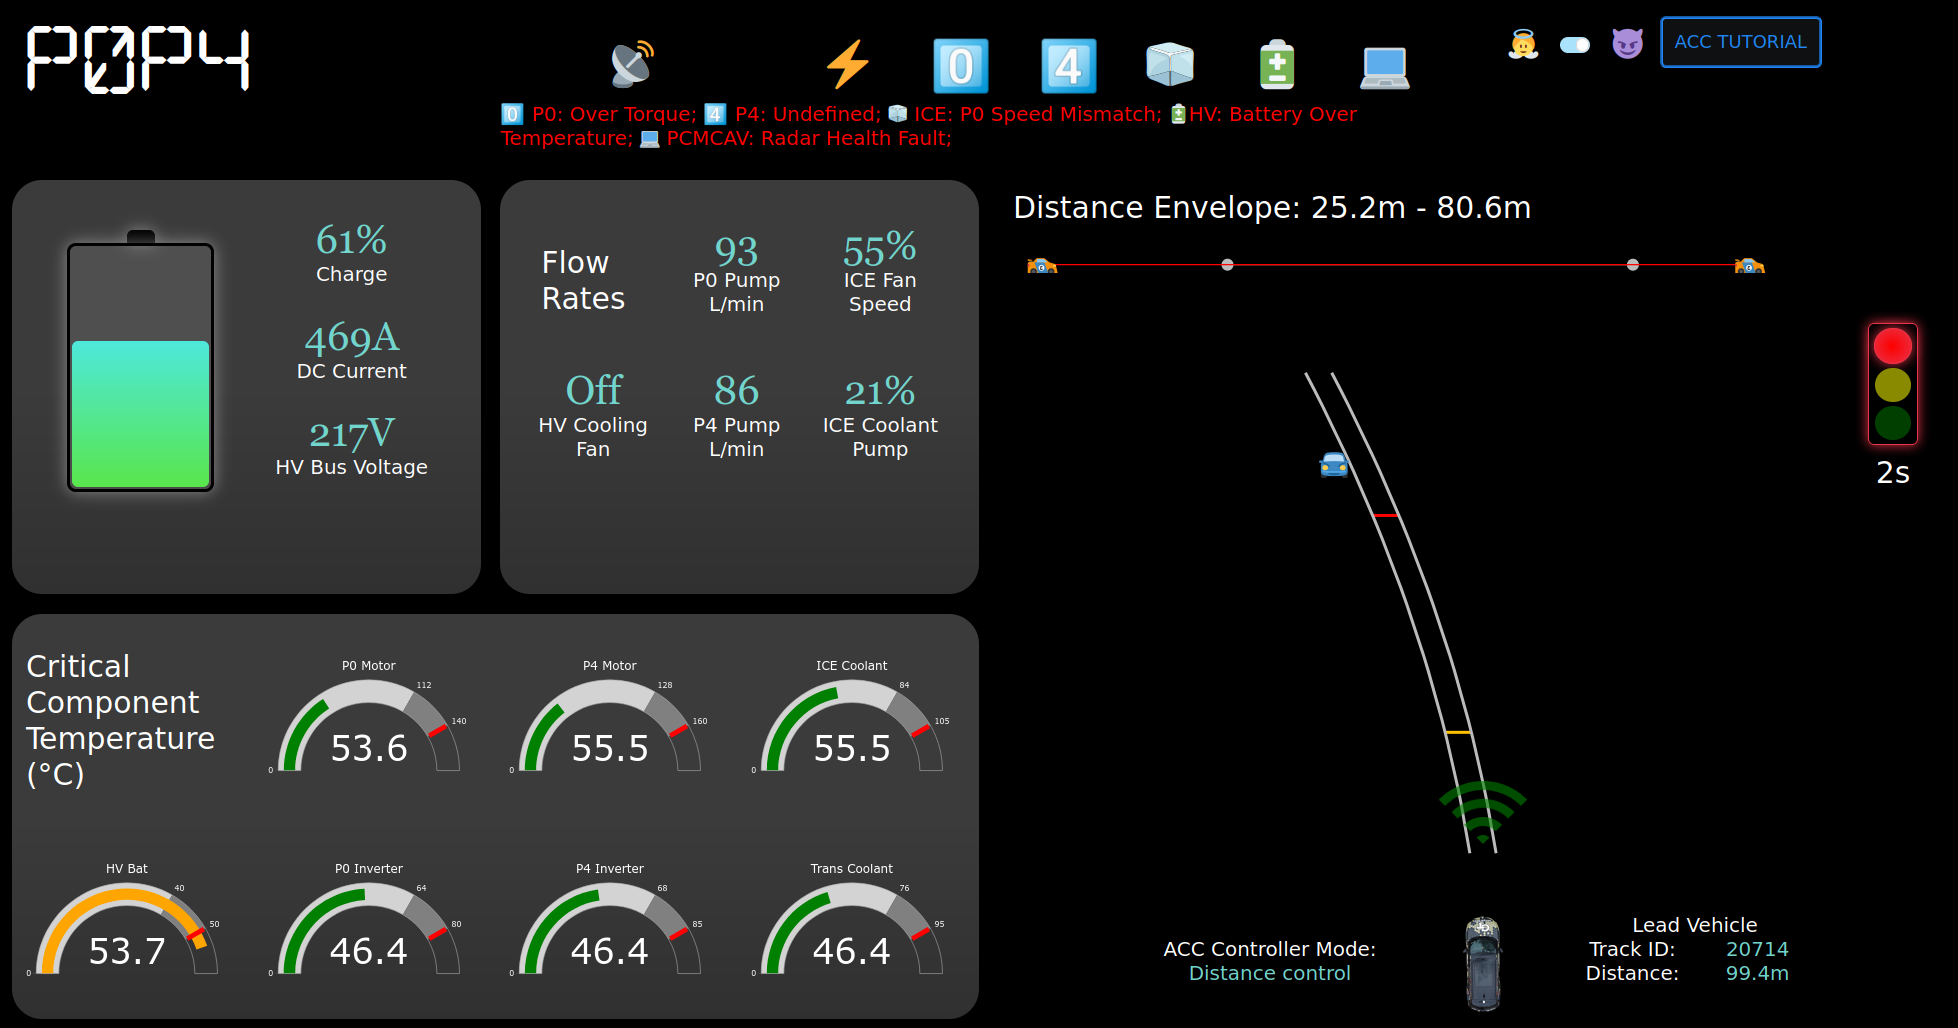 P0P4
0 4
ACC TUTORIAL
0 P0: Over Torque; 4 P4: Undefined; ICE: P0 Speed Mismatch; HV: Battery Over
Temperature; PCMCAV: Radar Health Fault;
61%
Charge
469A
DC Current
217V
HV Bus Voltage
Flow
Rates
93
P0 Pump
L/min
55%
ICE Fan
Speed
Off
HV Cooling
Fan
86
P4 Pump
L/min
21%
ICE Coolant
Pump
Distance Envelope: 25.2m - 80.6m
2s
Critical
Component
Temperature
(°C)
P0 Motor
0 112 140
53.6
P4 Motor
0 128 160
55.5
ICE Coolant
0 84 105
55.5
HV Bat
0 40 50
53.7
P0 Inverter
0 64 80
46.4
P4 Inverter
0 68 85
46.4
Trans Coolant
0 76 95
46.4
ACC Controller Mode:
Distance control
Lead Vehicle
Track ID: 20714
Distance: 99.4m